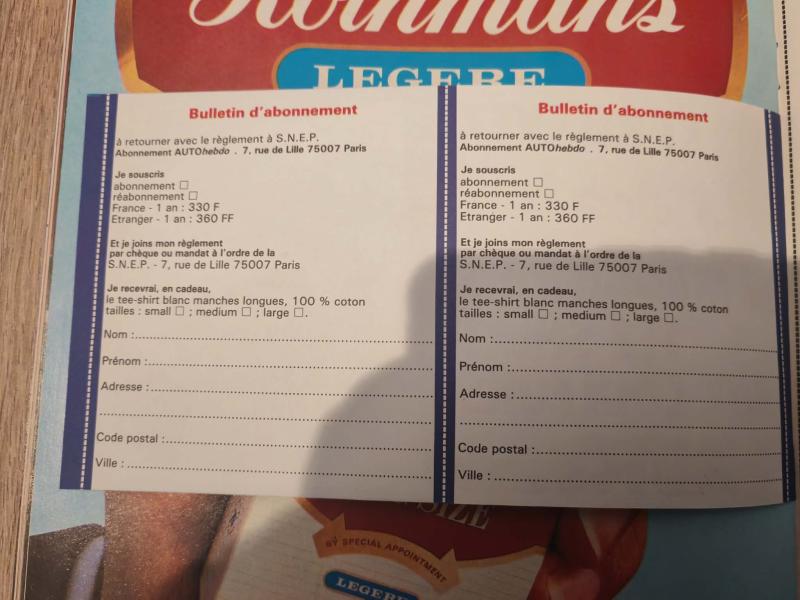 Rothmans
LEGERE
Bulletin d'abonnement
à retourner avec le règlement à S.N.E.P.
Abonnement AUTOhebdo . 7, rue de Lille 75007 Paris
Je souscris
abonnement ☐
réabonnement ☐
France - 1 an : 330 F
Etranger - 1 an : 360 FF
Et je joins mon règlement
par chèque ou mandat à l'ordre de la
S.N.E.P. - 7, rue de Lille 75007 Paris
Je recevrai, en cadeau,
le tee-shirt blanc manches longues, 100 % coton
tailles : small ☐ ; medium ☐ ; large ☐.
Nom :
Prénom :
Adresse :
Code postal :
Ville :
Bulletin d'abonnement
à retourner avec le règlement à S.N.E.P.
Abonnement AUTOhebdo . 7, rue de Lille 75007 Paris
Je souscris
abonnement ☐
réabonnement ☐
France - 1 an : 330 F
Etranger - 1 an : 360 FF
Et je joins mon règlement
par chèque ou mandat à l'ordre de la
S.N.E.P. - 7, rue de Lille 75007 Paris
Je recevrai, en cadeau,
le tee-shirt blanc manches longues, 100 % coton
tailles : small ☐ ; medium ☐ ; large ☐.
Nom :
Prénom :
Adresse :
Code postal :
Ville :
SIZE
BY SPECIAL APPOINTMENT
LEGERE